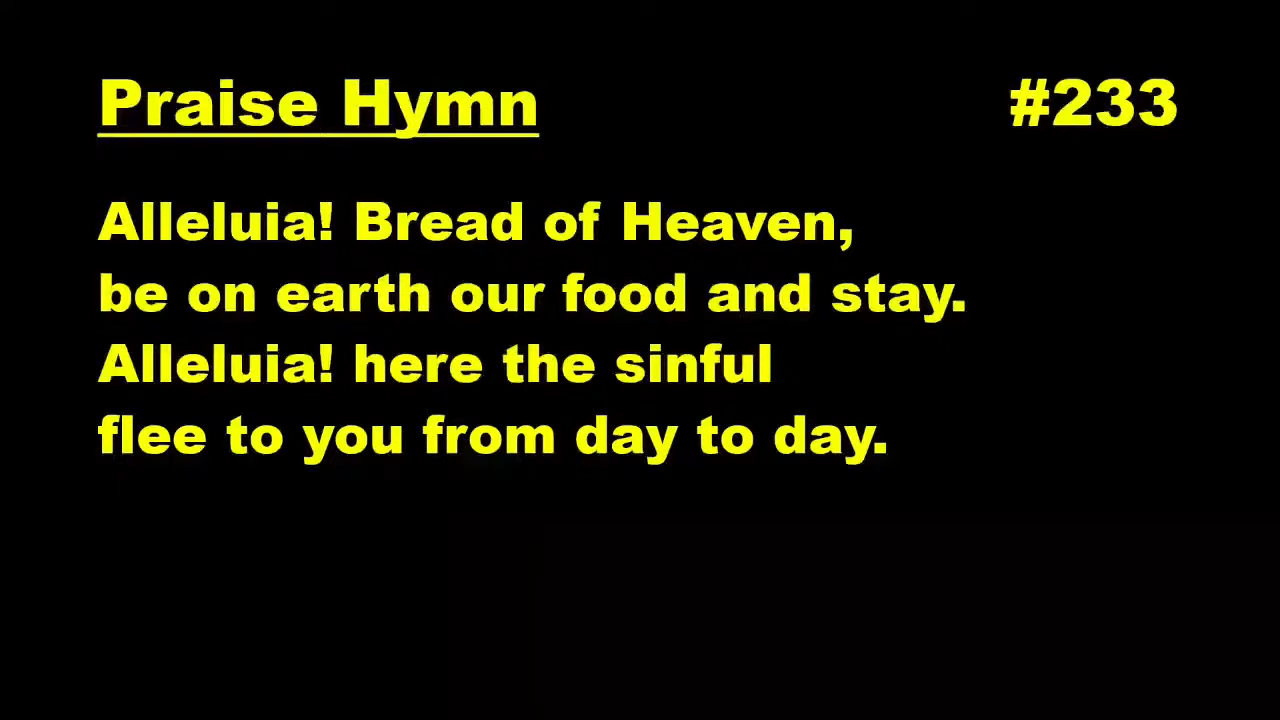 Praise Hymn #233
Alleluia! Bread of Heaven,
be on earth our food and stay.
Alleluia! here the sinful
flee to you from day to day.